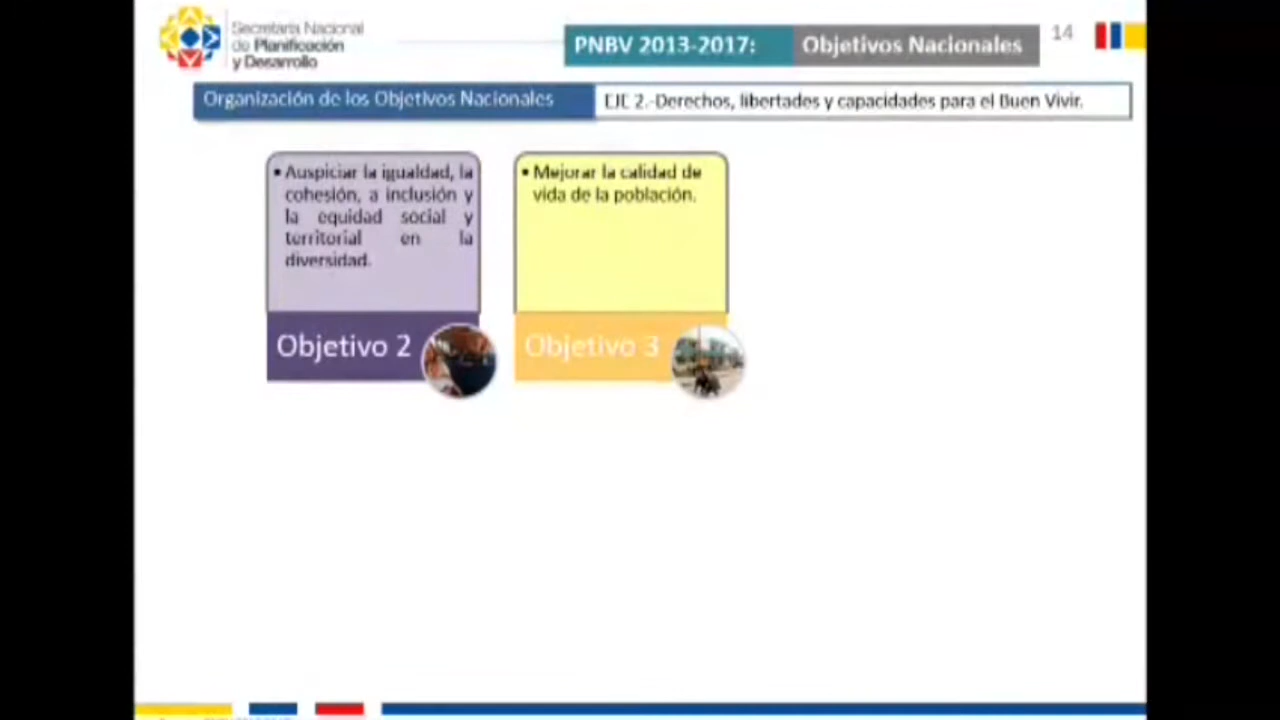 Secretaría Nacional
de Planificación
y Desarrollo
PNBV 2013-2017: Objetivos Nacionales
14
Organización de los Objetivos Nacionales
EJE 2.-Derechos, libertades y capacidades para el Buen Vivir.
• Auspiciar la igualdad, la
cohesión, a inclusión y
la equidad social y
territorial en la
diversidad.
Objetivo 2
• Mejorar la calidad de
vida de la población.
Objetivo 3